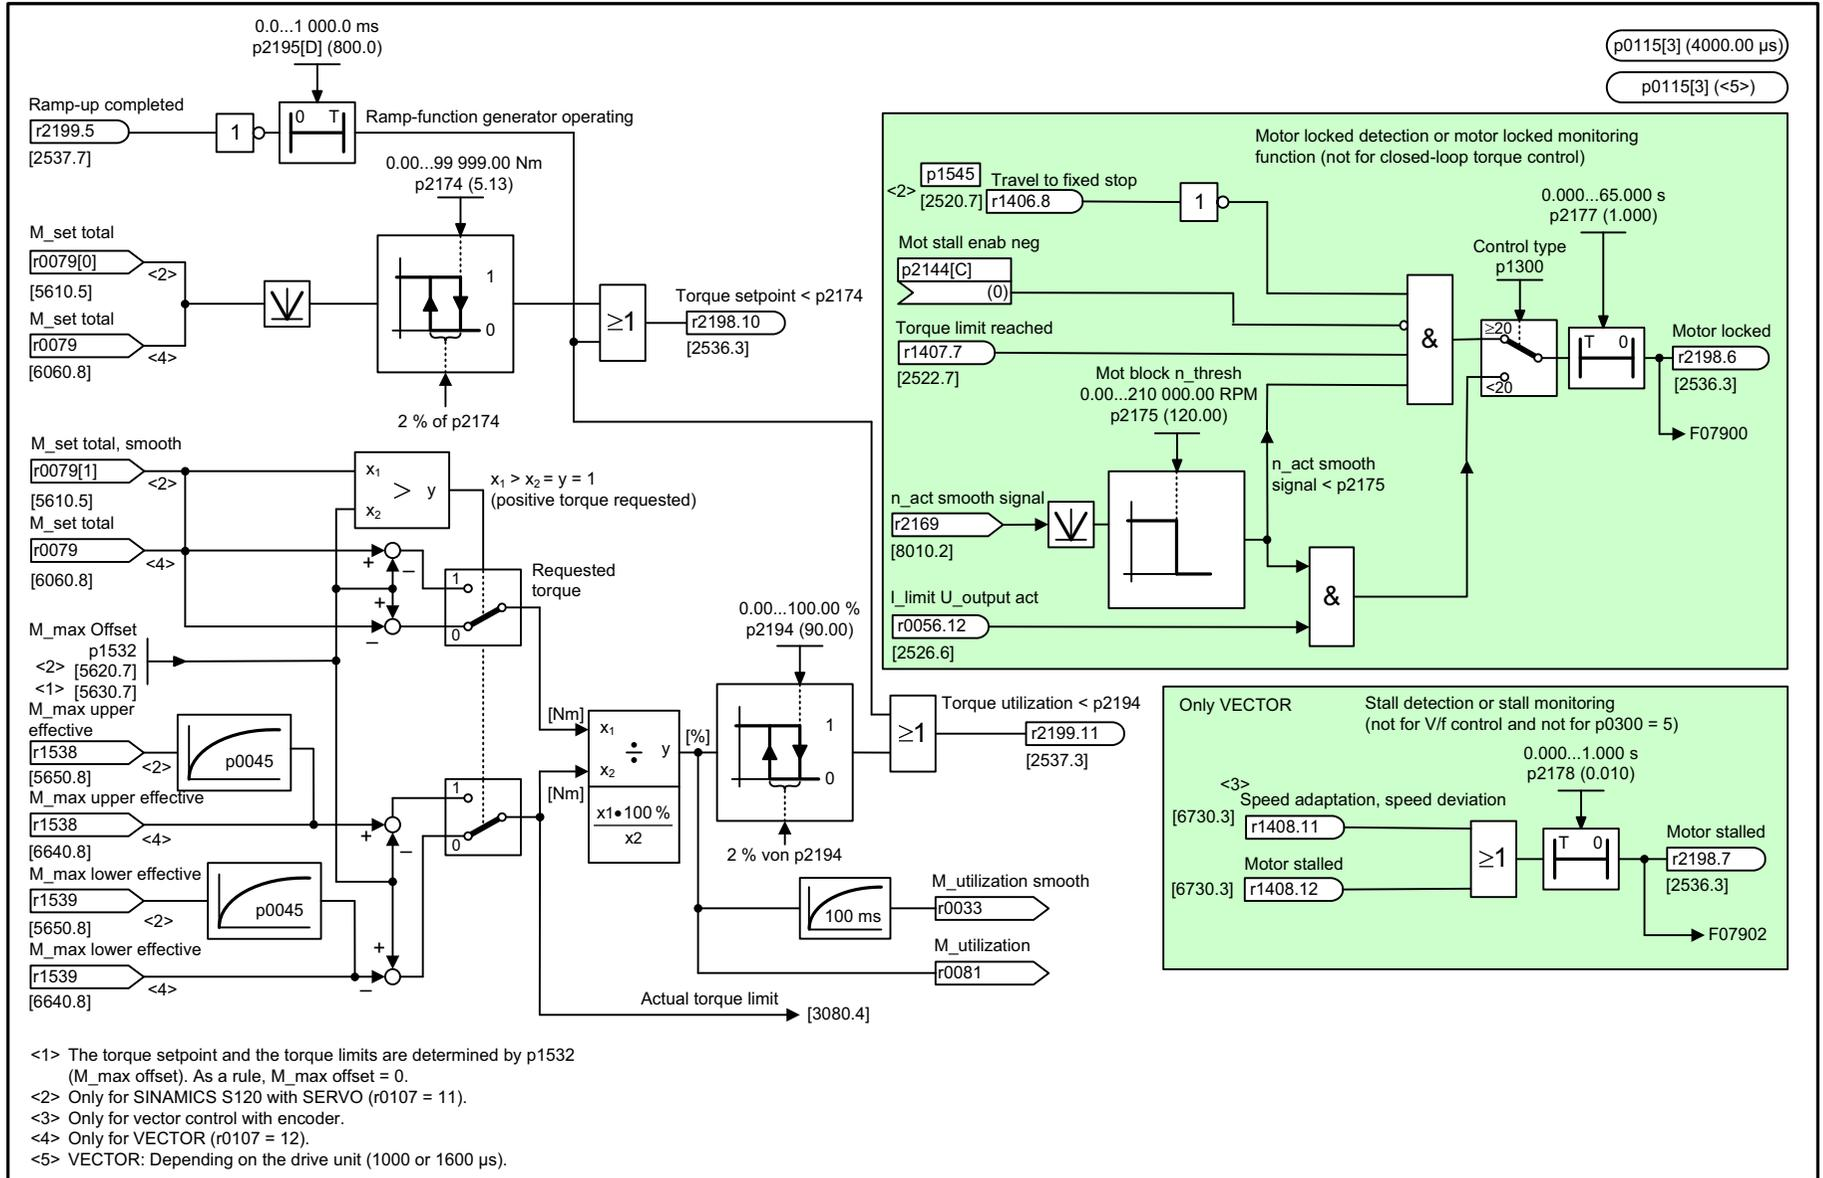 0.0...1 000.0 ms
p2195[D] (800.0)
p0115[3] (4000.00 µs)
p0115[3] (<5>)
Ramp-up completed
r2199.5
[2537.7]
1
0 T
Ramp-function generator operating
0.00...99 999.00 Nm
p2174 (5.13)
M_set total
r0079[0]
<2>
[5610.5]
M_set total
r0079
<4>
[6060.8]
1
0
2 % of p2174
≥1
Torque setpoint < p2174
r2198.10
[2536.3]
M_set total, smooth
r0079[1]
<2>
[5610.5]
M_set total
r0079
<4>
[6060.8]
x1
> y
x2
x1 > x2 = y = 1
(positive torque requested)
+
–
+
–
1
0
Requested
torque
M_max Offset
p1532
<2> [5620.7]
<1> [5630.7]
M_max upper
effective
r1538
<2>
[5650.8]
p0045
M_max upper effective
r1538
<4>
[6640.8]
+
–
1
0
M_max lower effective
r1539
<2>
[5650.8]
p0045
M_max lower effective
r1539
<4>
[6640.8]
+
–
[Nm]
x1
÷ y
x2
[Nm]
x1•100 %
x2
[%]
0.00...100.00 %
p2194 (90.00)
1
0
2 % von p2194
≥1
Torque utilization < p2194
r2199.11
[2537.3]
100 ms
M_utilization smooth
r0033
M_utilization
r0081
Actual torque limit
[3080.4]
Motor locked detection or motor locked monitoring
function (not for closed-loop torque control)
<2>
p1545
[2520.7]
Travel to fixed stop
r1406.8
1
0.000...65.000 s
p2177 (1.000)
Mot stall enab neg
p2144[C]
(0)
Control type
p1300
Torque limit reached
r1407.7
[2522.7]
&
≥20
<20
T 0
Motor locked
r2198.6
[2536.3]
F07900
Mot block n_thresh
0.00...210 000.00 RPM
p2175 (120.00)
n_act smooth
signal < p2175
n_act smooth signal
r2169
[8010.2]
I_limit U_output act
r0056.12
[2526.6]
&
Only VECTOR
Stall detection or stall monitoring
(not for V/f control and not for p0300 = 5)
0.000...1.000 s
p2178 (0.010)
<3>
Speed adaptation, speed deviation
[6730.3]
r1408.11
Motor stalled
[6730.3]
r1408.12
≥1
T 0
Motor stalled
r2198.7
[2536.3]
F07902
<1> The torque setpoint and the torque limits are determined by p1532
(M_max offset). As a rule, M_max offset = 0.
<2> Only for SINAMICS S120 with SERVO (r0107 = 11).
<3> Only for vector control with encoder.
<4> Only for VECTOR (r0107 = 12).
<5> VECTOR: Depending on the drive unit (1000 or 1600 µs).